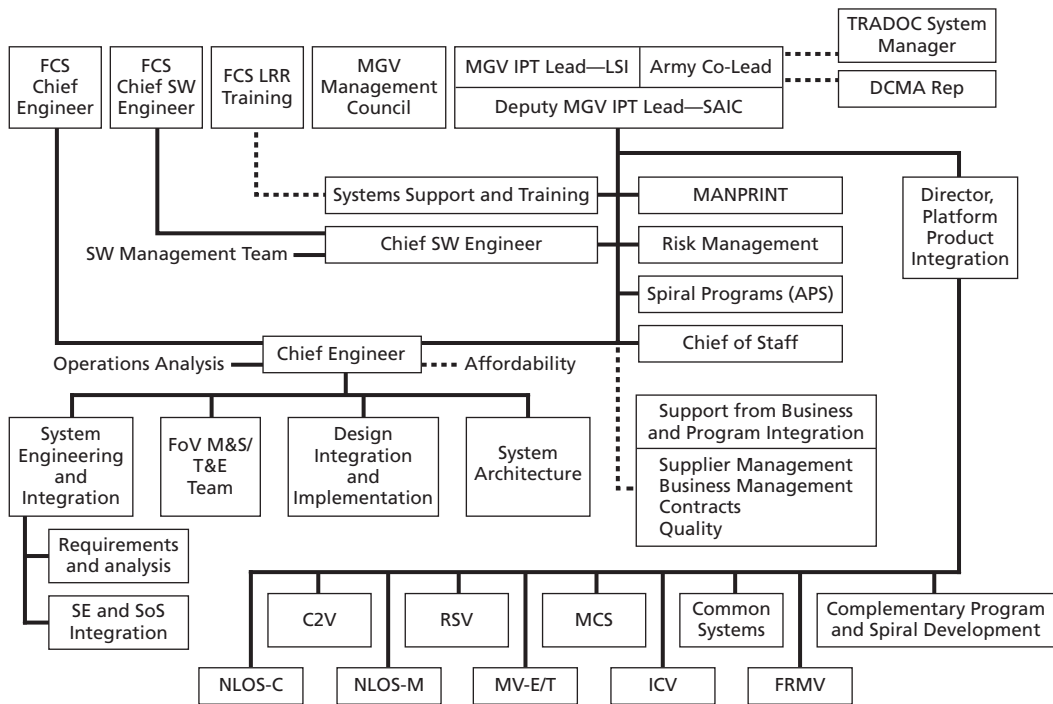 TRADOC System
Manager
DCMA Rep
FCS
Chief
Engineer
FCS
Chief SW
Engineer
FCS LRR
Training
MGV
Management
Council
MGV IPT Lead—LSI
Army Co-Lead
Deputy MGV IPT Lead—SAIC
Systems Support and Training
MANPRINT
Director,
Platform
Product
Integration
Chief SW Engineer
Risk Management
SW Management Team
Spiral Programs (APS)
Chief of Staff
Operations Analysis
Chief Engineer
Affordability
System
Engineering
and
Integration
FoV M&S/
T&E
Team
Design
Integration
and
Implementation
System
Architecture
Support from Business
and Program Integration
Supplier Management
Business Management
Contracts
Quality
Requirements
and analysis
SE and SoS
Integration
C2V
RSV
MCS
Common
Systems
Complementary Program
and Spiral Development
NLOS-C
NLOS-M
MV-E/T
ICV
FRMV